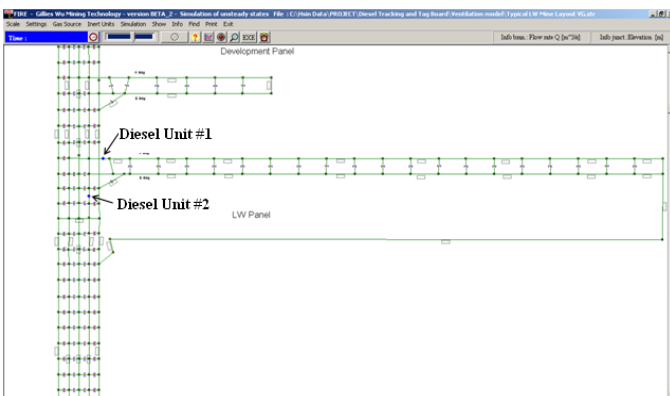 FIRE - Gillies Wu Mining Technology - version BETA_2 - Simulation of unsteady states File : C:\Main Data\PROJECT\Diesel Tracking and Tag Board\Ventilation model\Typical LW Mine Layout VG.atr
Scale Settings Gas Source Inert Units Simulation Show Info Find Print Exit
Time : EXE Info bran.: Flow rate Q [m^3/s] Info junct.:Elevation [m]
Development Panel
Diesel Unit #1
Diesel Unit #2
LW Panel